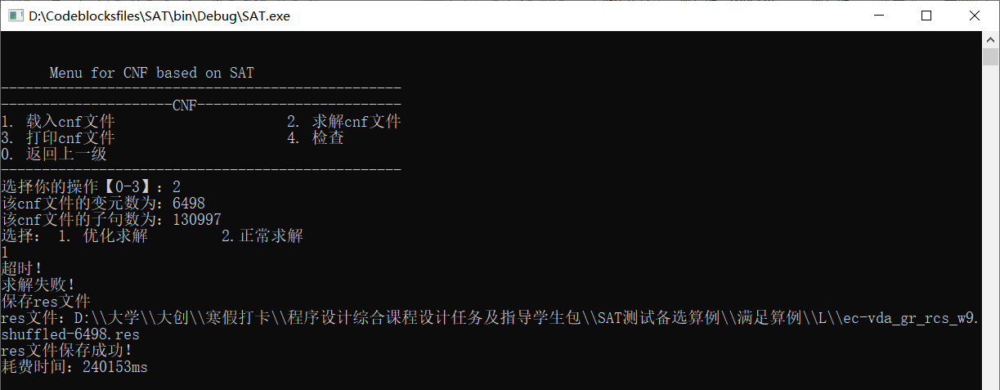 D:\Codeblocksfiles\SAT\bin\Debug\SAT.exe
Menu for CNF based on SAT
-------------------------------------------------
---------------------CNF-------------------------
1. 载入cnf文件                     2. 求解cnf文件
3. 打印cnf文件                     4. 检查
0. 返回上一级
-------------------------------------------------
选择你的操作【0-3】：2
该cnf文件的变元数为：6498
该cnf文件的子句数为：130997
选择： 1. 优化求解         2.正常求解
1
超时！
求解失败！
保存res文件
res文件：D:\\大学\\大创\\寒假打卡\\程序设计综合课程设计任务及指导学生包\\SAT测试备选算例\\满足算例\\L\\ec-vda_gr_rcs_w9.
shuffled-6498.res
res文件保存成功！
耗费时间：240153ms